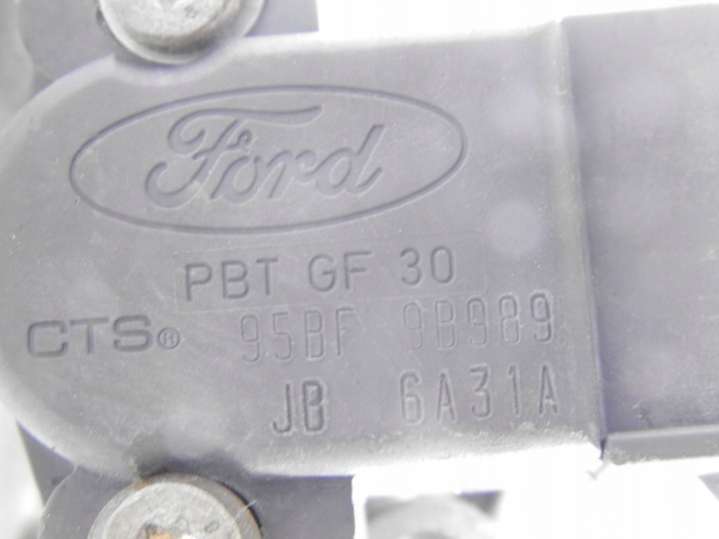 Ford
PBT GF 30
CTS® 95BF 9B989
JB 6A31A